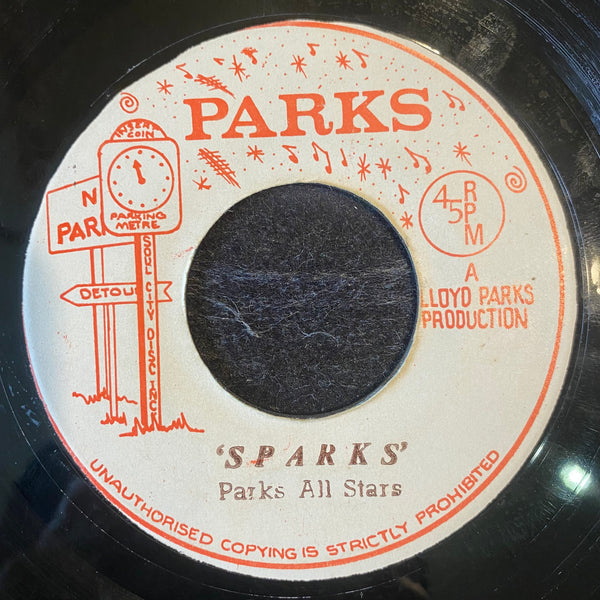 PARKS
INSERT
COIN
PARKING
METRE
N
PAR
DETOU
SOUL CITY DISC INC.
45 RPM
A
LLOYD PARKS
PRODUCTION
'SPARKS'
Parks All Stars
UNAUTHORISED COPYING IS STRICTLY PROHIBITED